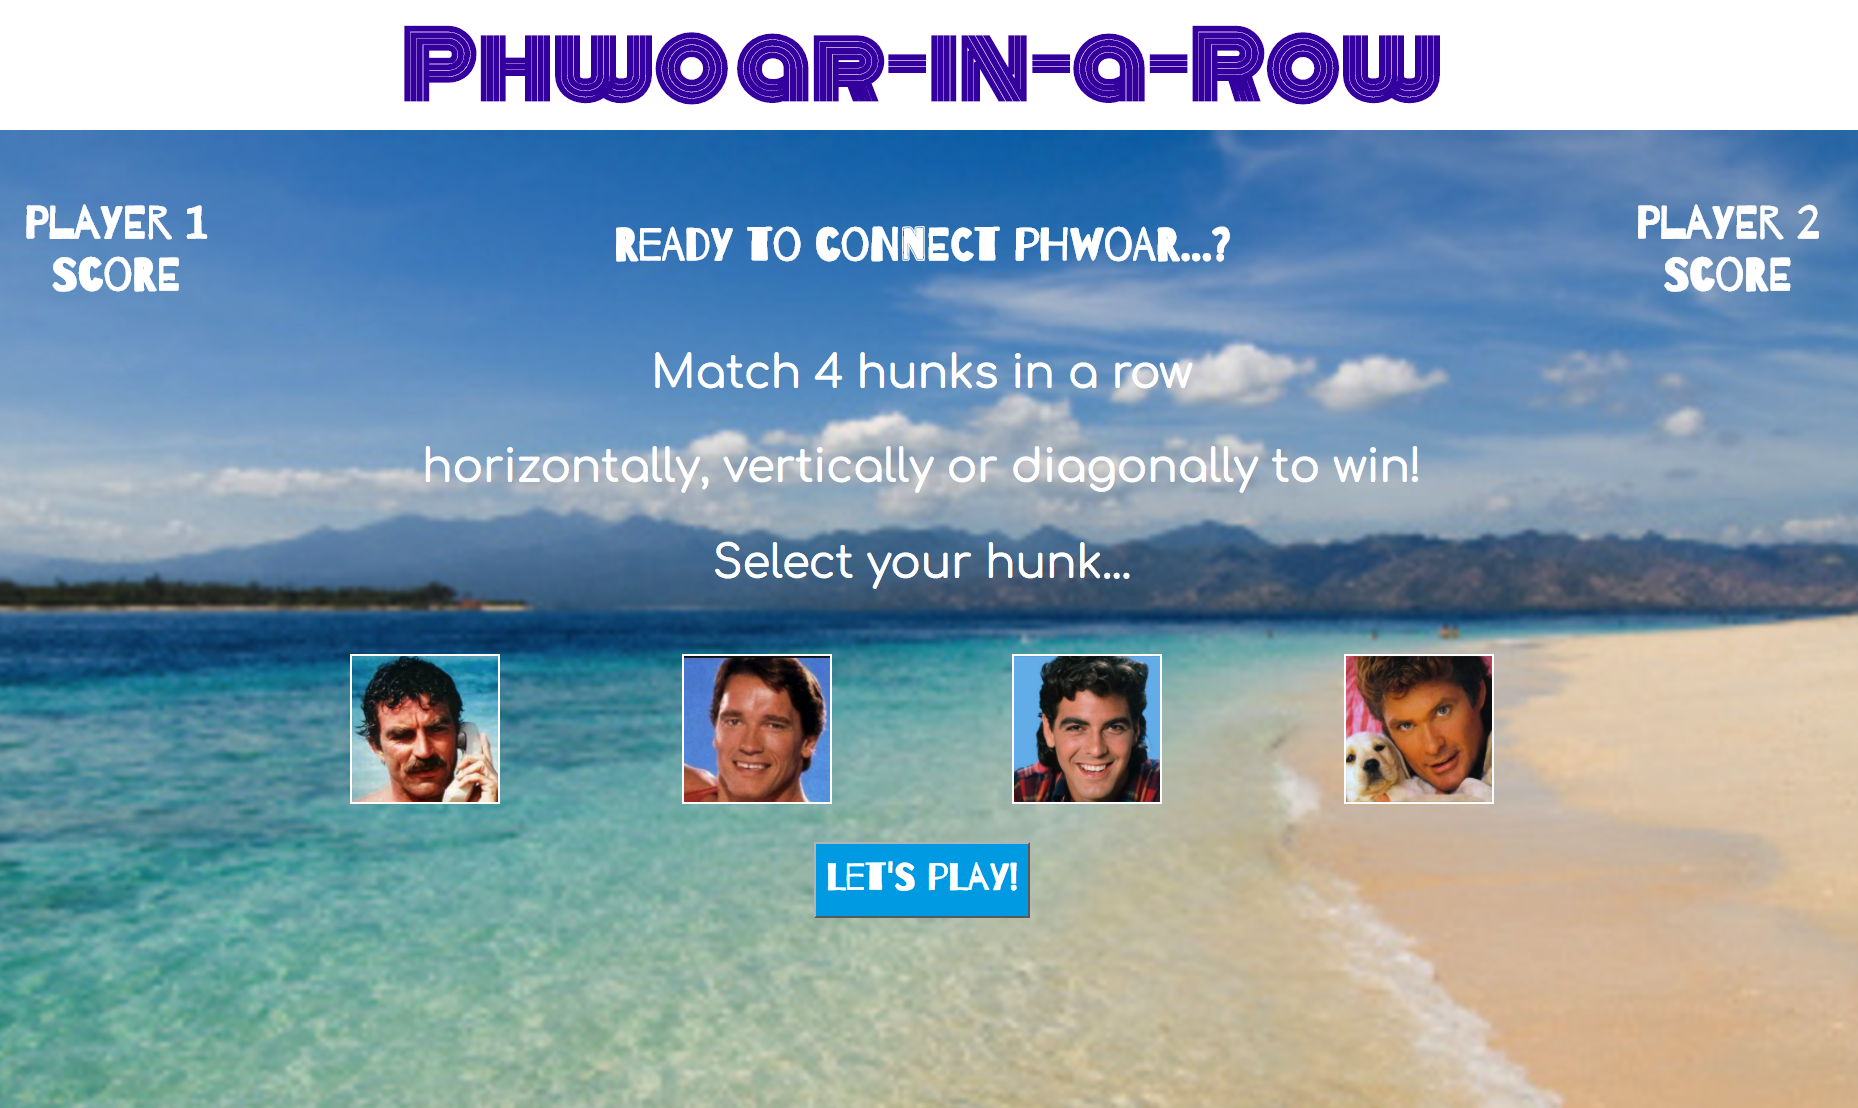 Phwoar-in-a-Row
PLAYER 1
SCORE
READY TO CONNECT PHWOAR...?
PLAYER 2
SCORE
Match 4 hunks in a row
horizontally, vertically or diagonally to win!
Select your hunk...
LET'S PLAY!